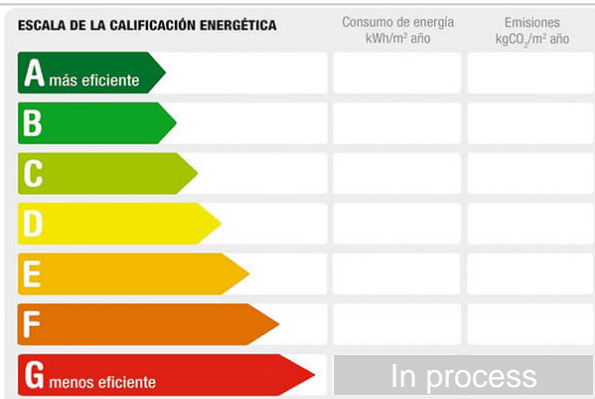 ESCALA DE LA CALIFICACIÓN ENERGÉTICA
Consumo de energía
kWh/m² año
Emisiones
kgCO₂/m² año
A más eficiente
B
C
D
E
F
G menos eficiente
In process